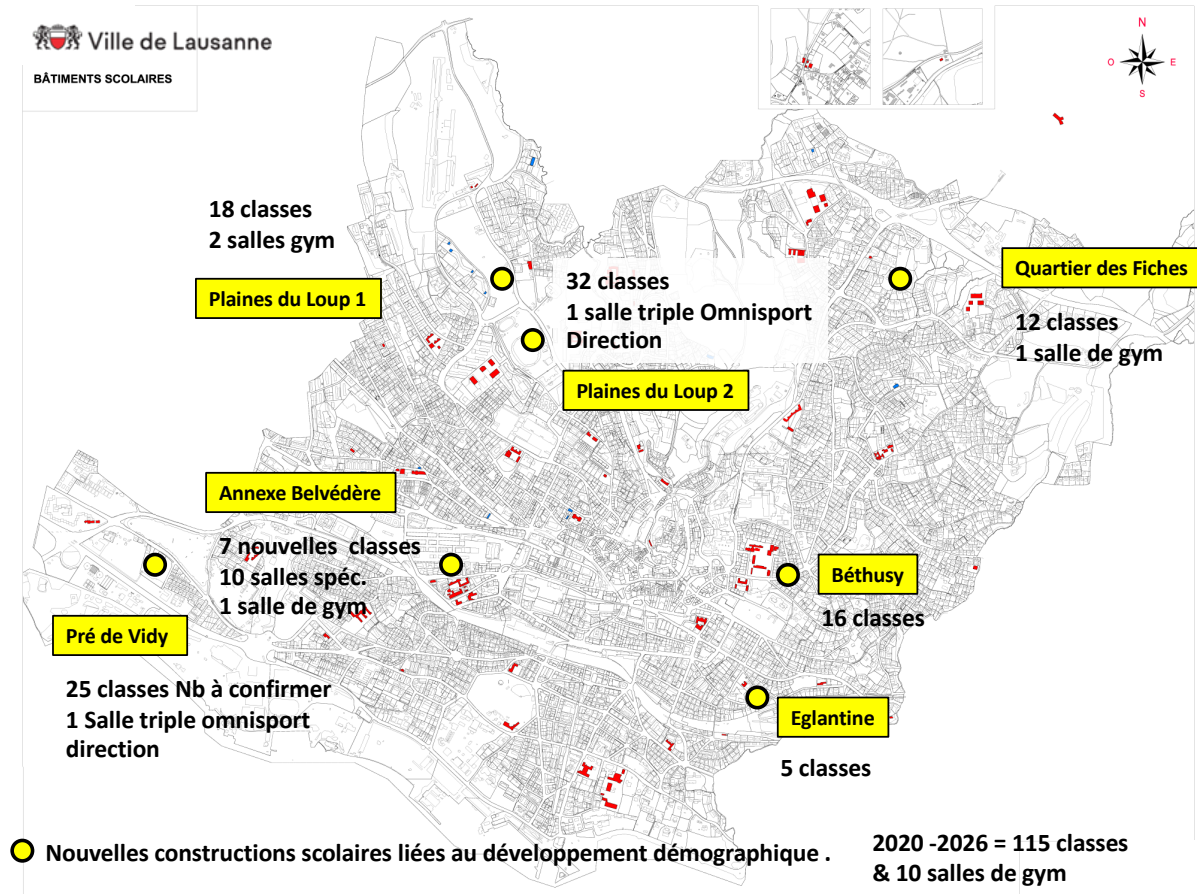 Ville de Lausanne
BÂTIMENTS SCOLAIRES
N
O
E
S
18 classes
2 salles gym
Plaines du Loup 1
32 classes
1 salle triple Omnisport
Direction
Plaines du Loup 2
Quartier des Fiches
12 classes
1 salle de gym
Annexe Belvédère
7 nouvelles classes
10 salles spéc.
1 salle de gym
Pré de Vidy
25 classes Nb à confirmer
1 Salle triple omnisport
direction
Béthusy
16 classes
Eglantine
5 classes
Nouvelles constructions scolaires liées au développement démographique .
2020 -2026 = 115 classes
& 10 salles de gym